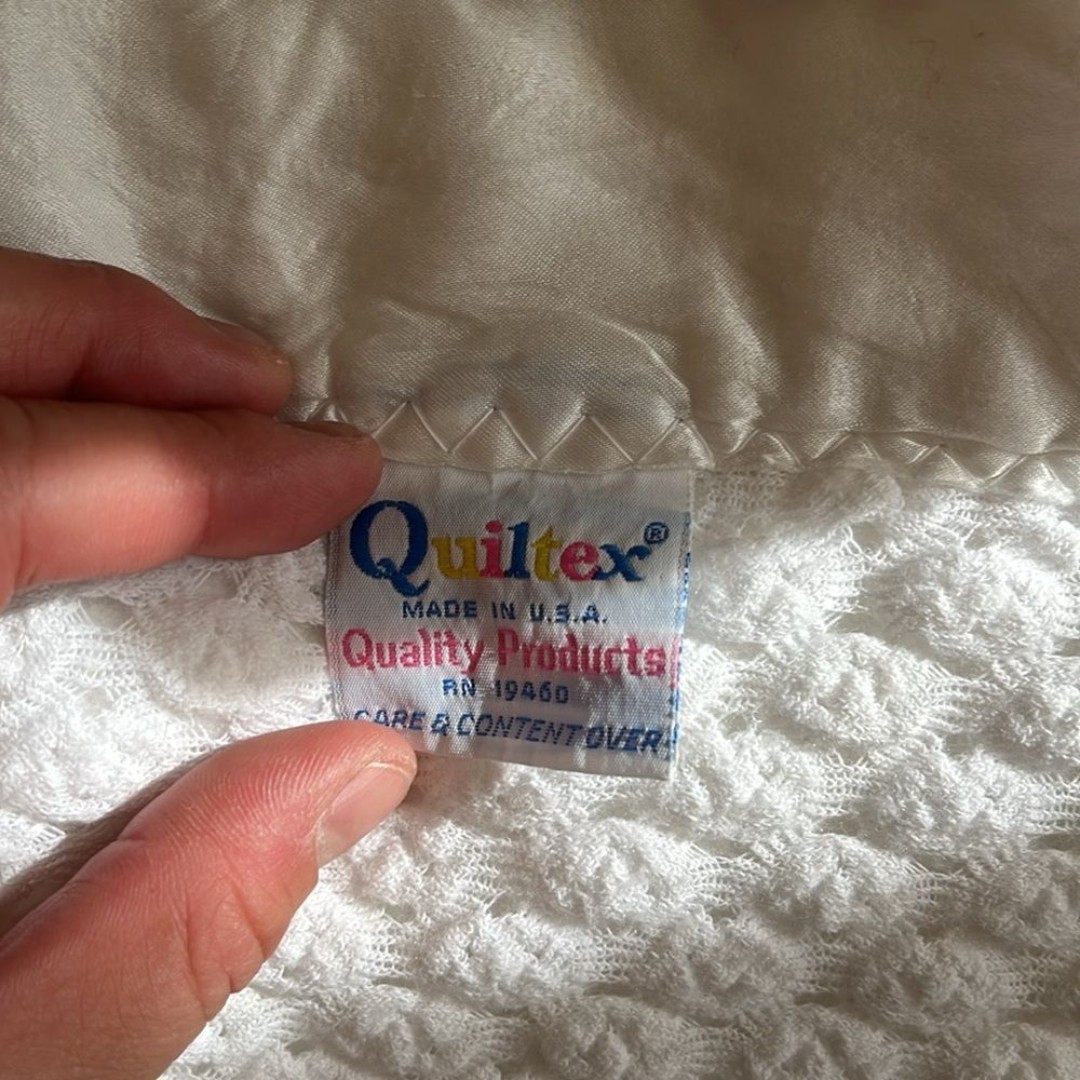 Quiltex®
MADE IN U.S.A.
Quality Products
RN 19460
CARE & CONTENT OVER